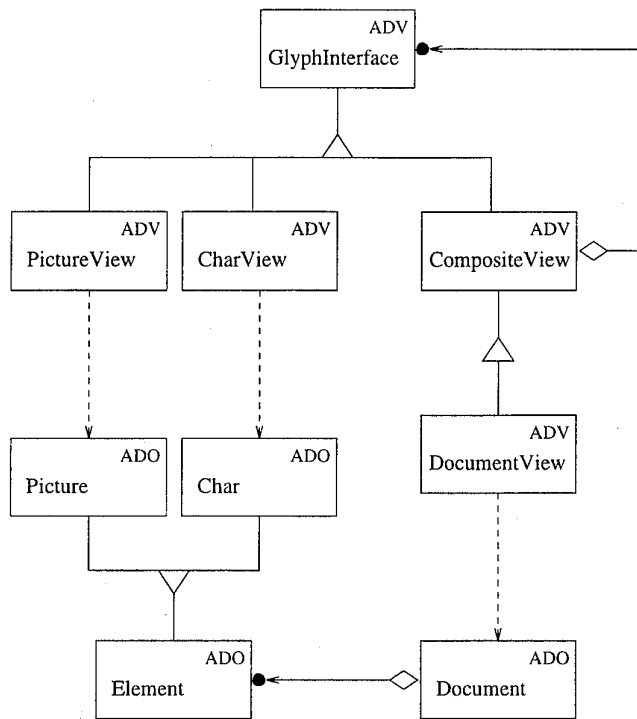 ADV
GlyphInterface
ADV
PictureView
ADV
CharView
ADV
CompositeView
ADV
DocumentView
ADO
Picture
ADO
Char
ADO
Element
ADO
Document